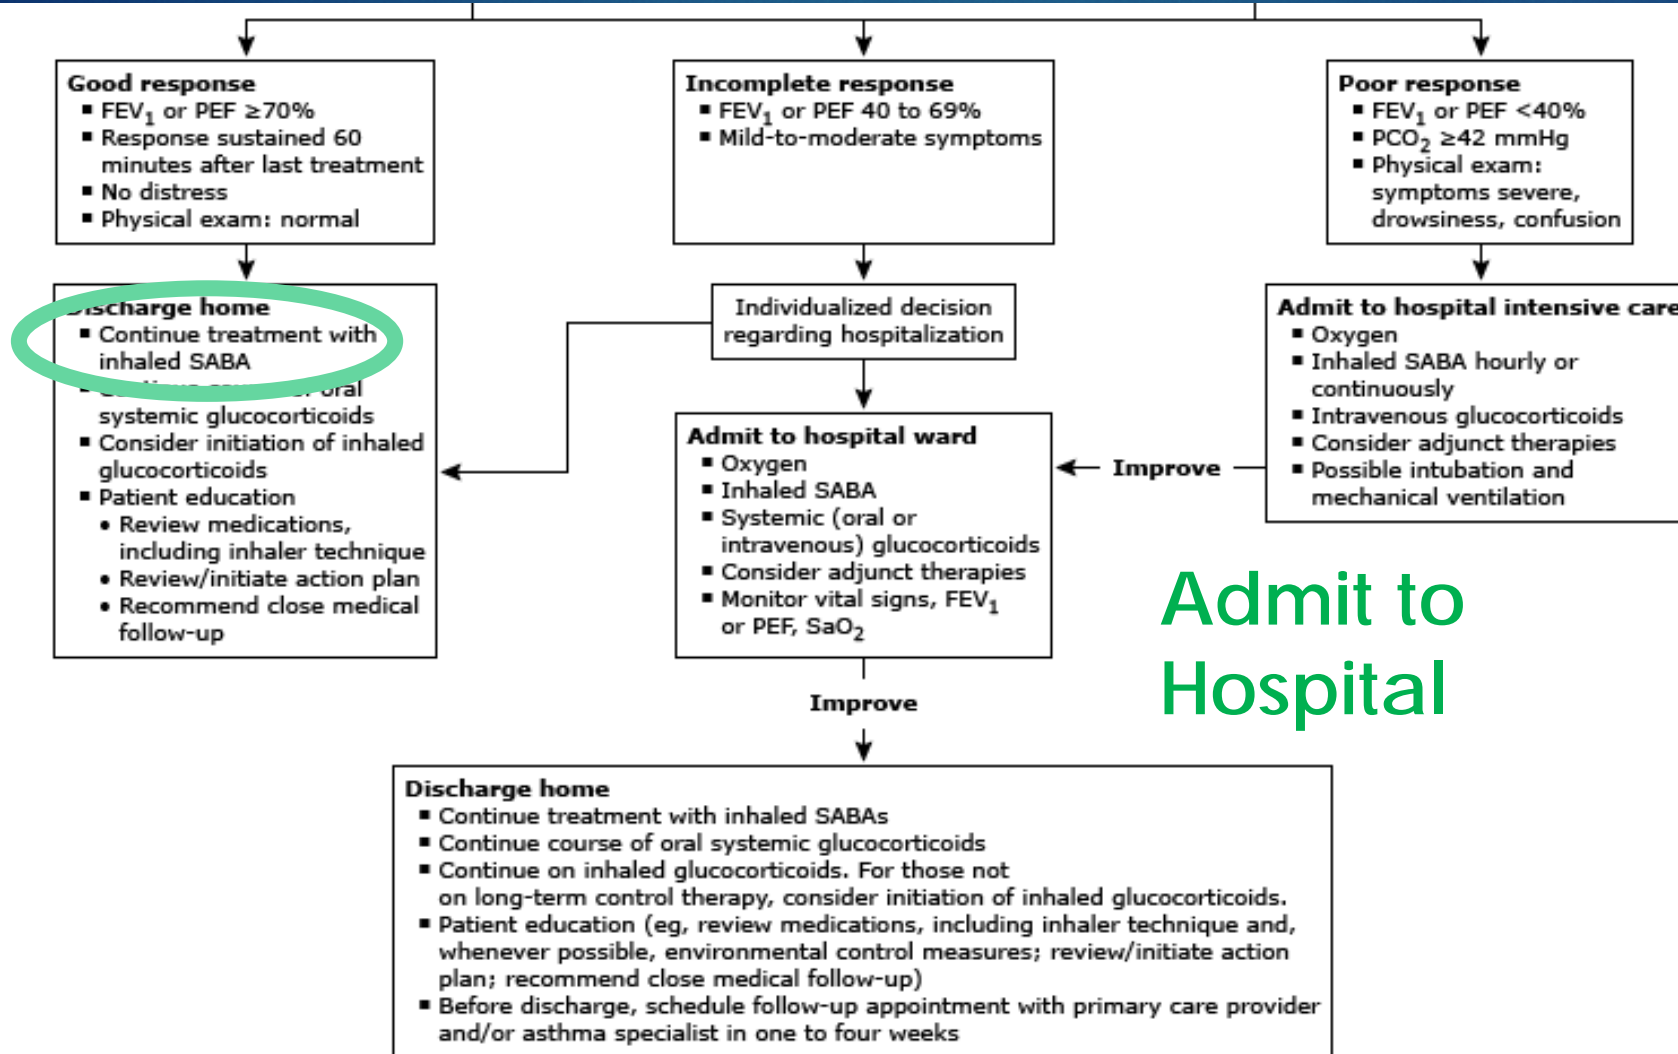 Good response
▪ FEV₁ or PEF ≥70%
▪ Response sustained 60
minutes after last treatment
▪ No distress
▪ Physical exam: normal
Incomplete response
▪ FEV₁ or PEF 40 to 69%
▪ Mild-to-moderate symptoms
Poor response
▪ FEV₁ or PEF <40%
▪ PCO₂ ≥42 mmHg
▪ Physical exam:
symptoms severe,
drowsiness, confusion
Discharge home
▪ Continue treatment with
inhaled SABA
oral
systemic glucocorticoids
▪ Consider initiation of inhaled
glucocorticoids
▪ Patient education
• Review medications,
including inhaler technique
• Review/initiate action plan
• Recommend close medical
follow-up
Individualized decision
regarding hospitalization
Admit to hospital ward
▪ Oxygen
▪ Inhaled SABA
▪ Systemic (oral or
intravenous) glucocorticoids
▪ Consider adjunct therapies
▪ Monitor vital signs, FEV₁
or PEF, SaO₂
Improve
Admit to hospital intensive care
▪ Oxygen
▪ Inhaled SABA hourly or
continuously
▪ Intravenous glucocorticoids
▪ Consider adjunct therapies
▪ Possible intubation and
mechanical ventilation
Admit to
Hospital
Improve
Discharge home
▪ Continue treatment with inhaled SABAs
▪ Continue course of oral systemic glucocorticoids
▪ Continue on inhaled glucocorticoids. For those not
on long-term control therapy, consider initiation of inhaled glucocorticoids.
▪ Patient education (eg, review medications, including inhaler technique and,
whenever possible, environmental control measures; review/initiate action
plan; recommend close medical follow-up)
▪ Before discharge, schedule follow-up appointment with primary care provider
and/or asthma specialist in one to four weeks